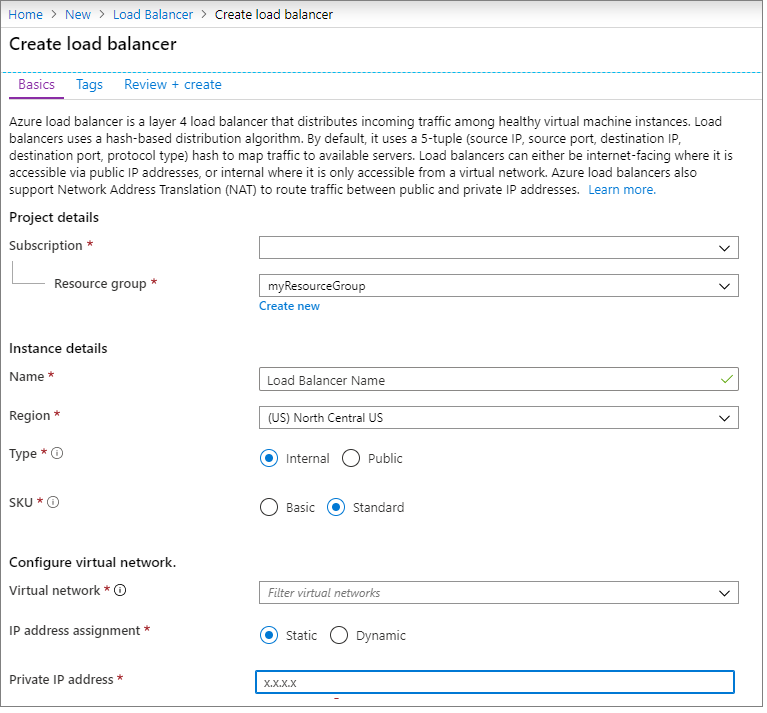 Home > New > Load Balancer > Create load balancer
Create load balancer
Basics Tags Review + create
Azure load balancer is a layer 4 load balancer that distributes incoming traffic among healthy virtual machine instances. Load
balancers uses a hash-based distribution algorithm. By default, it uses a 5-tuple (source IP, source port, destination IP,
destination port, protocol type) hash to map traffic to available servers. Load balancers can either be internet-facing where it is
accessible via public IP addresses, or internal where it is only accessible from a virtual network. Azure load balancers also
support Network Address Translation (NAT) to route traffic between public and private IP addresses. Learn more.
Project details
Subscription *
Resource group * myResourceGroup
Create new
Instance details
Name * Load Balancer Name
Region * (US) North Central US
Type * Internal Public
SKU * Basic Standard
Configure virtual network.
Virtual network * Filter virtual networks
IP address assignment * Static Dynamic
Private IP address * x.x.x.x